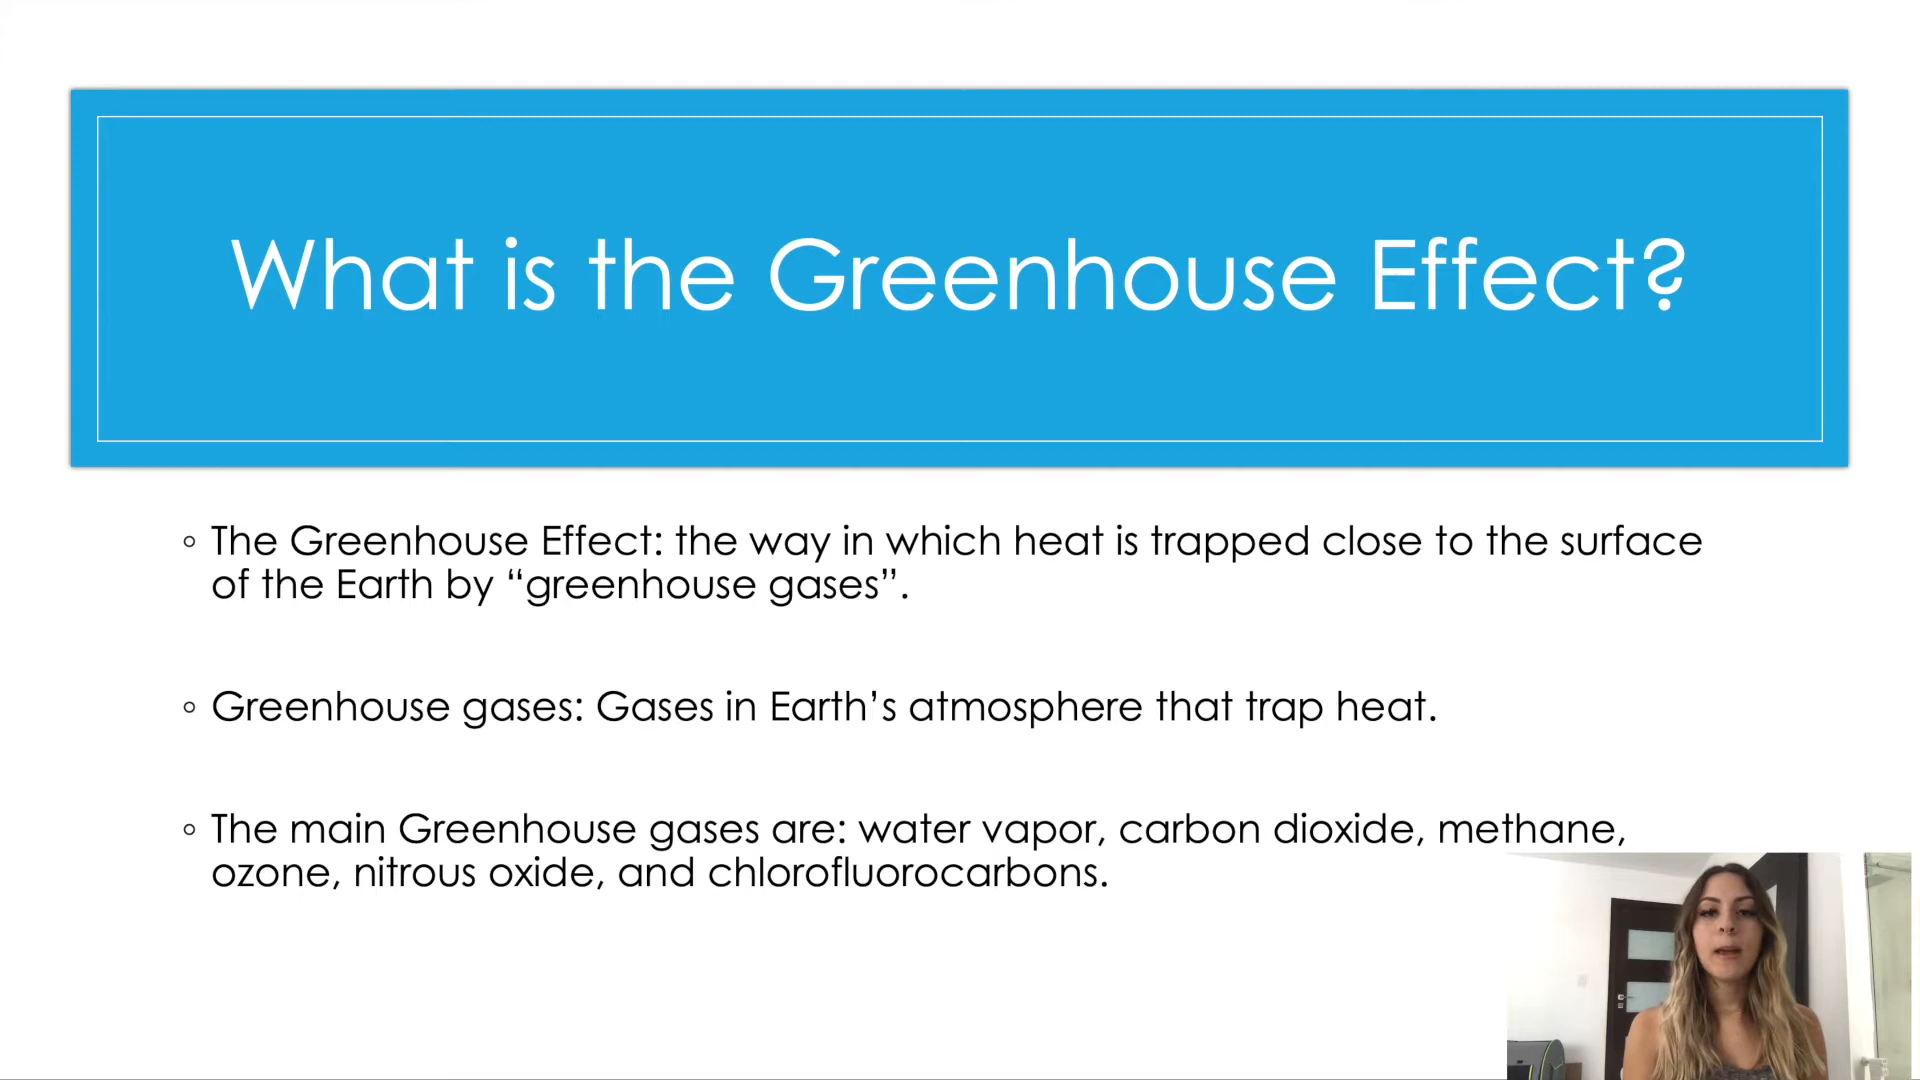 What is the Greenhouse Effect?
◦ The Greenhouse Effect: the way in which heat is trapped close to the surface
of the Earth by “greenhouse gases”.
◦ Greenhouse gases: Gases in Earth’s atmosphere that trap heat.
◦ The main Greenhouse gases are: water vapor, carbon dioxide, methane,
ozone, nitrous oxide, and chlorofluorocarbons.